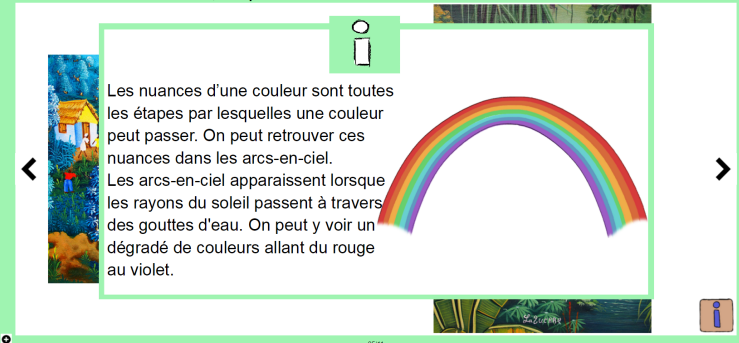 Les nuances d'une couleur sont toutes
les étapes par lesquelles une couleur
peut passer. On peut retrouver ces
nuances dans les arcs-en-ciel.
Les arcs-en-ciel apparaissent lorsque
les rayons du soleil passent à travers
des gouttes d'eau. On peut y voir un
dégradé de couleurs allant du rouge
au violet.